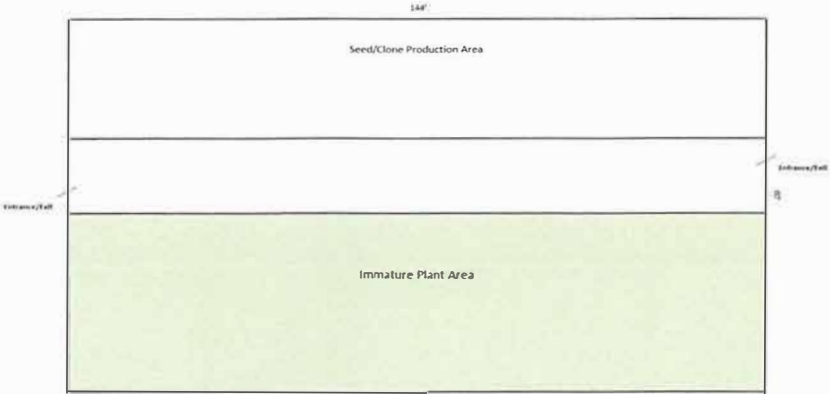 144'
Seed/Clone Production Area
Entrance/Exit
Entrance/Exit
Immature Plant Area